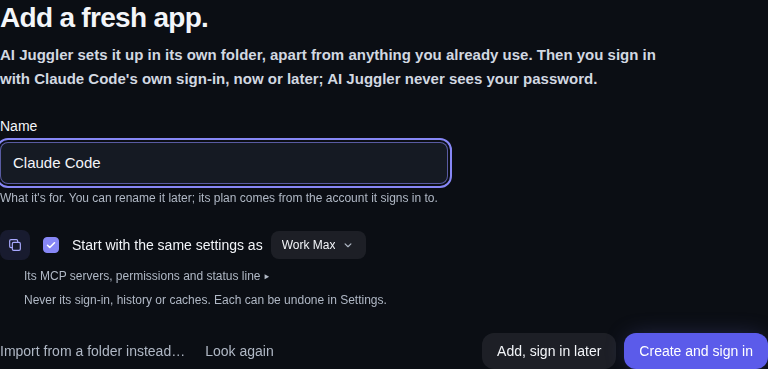 Add a fresh app.
AI Juggler sets it up in its own folder, apart from anything you already use. Then you sign in
with Claude Code's own sign-in, now or later; AI Juggler never sees your password.
Name
Claude Code
What it's for. You can rename it later; its plan comes from the account it signs in to.
Start with the same settings as Work Max
Its MCP servers, permissions and status line ▸
Never its sign-in, history or caches. Each can be undone in Settings.
Import from a folder instead… Look again Add, sign in later Create and sign in